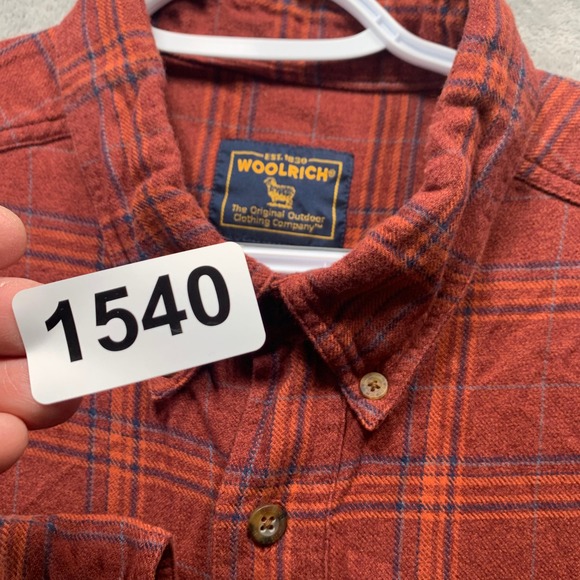 EST. 1830
WOOLRICH®
The Original Outdoor
Clothing Company™
1540